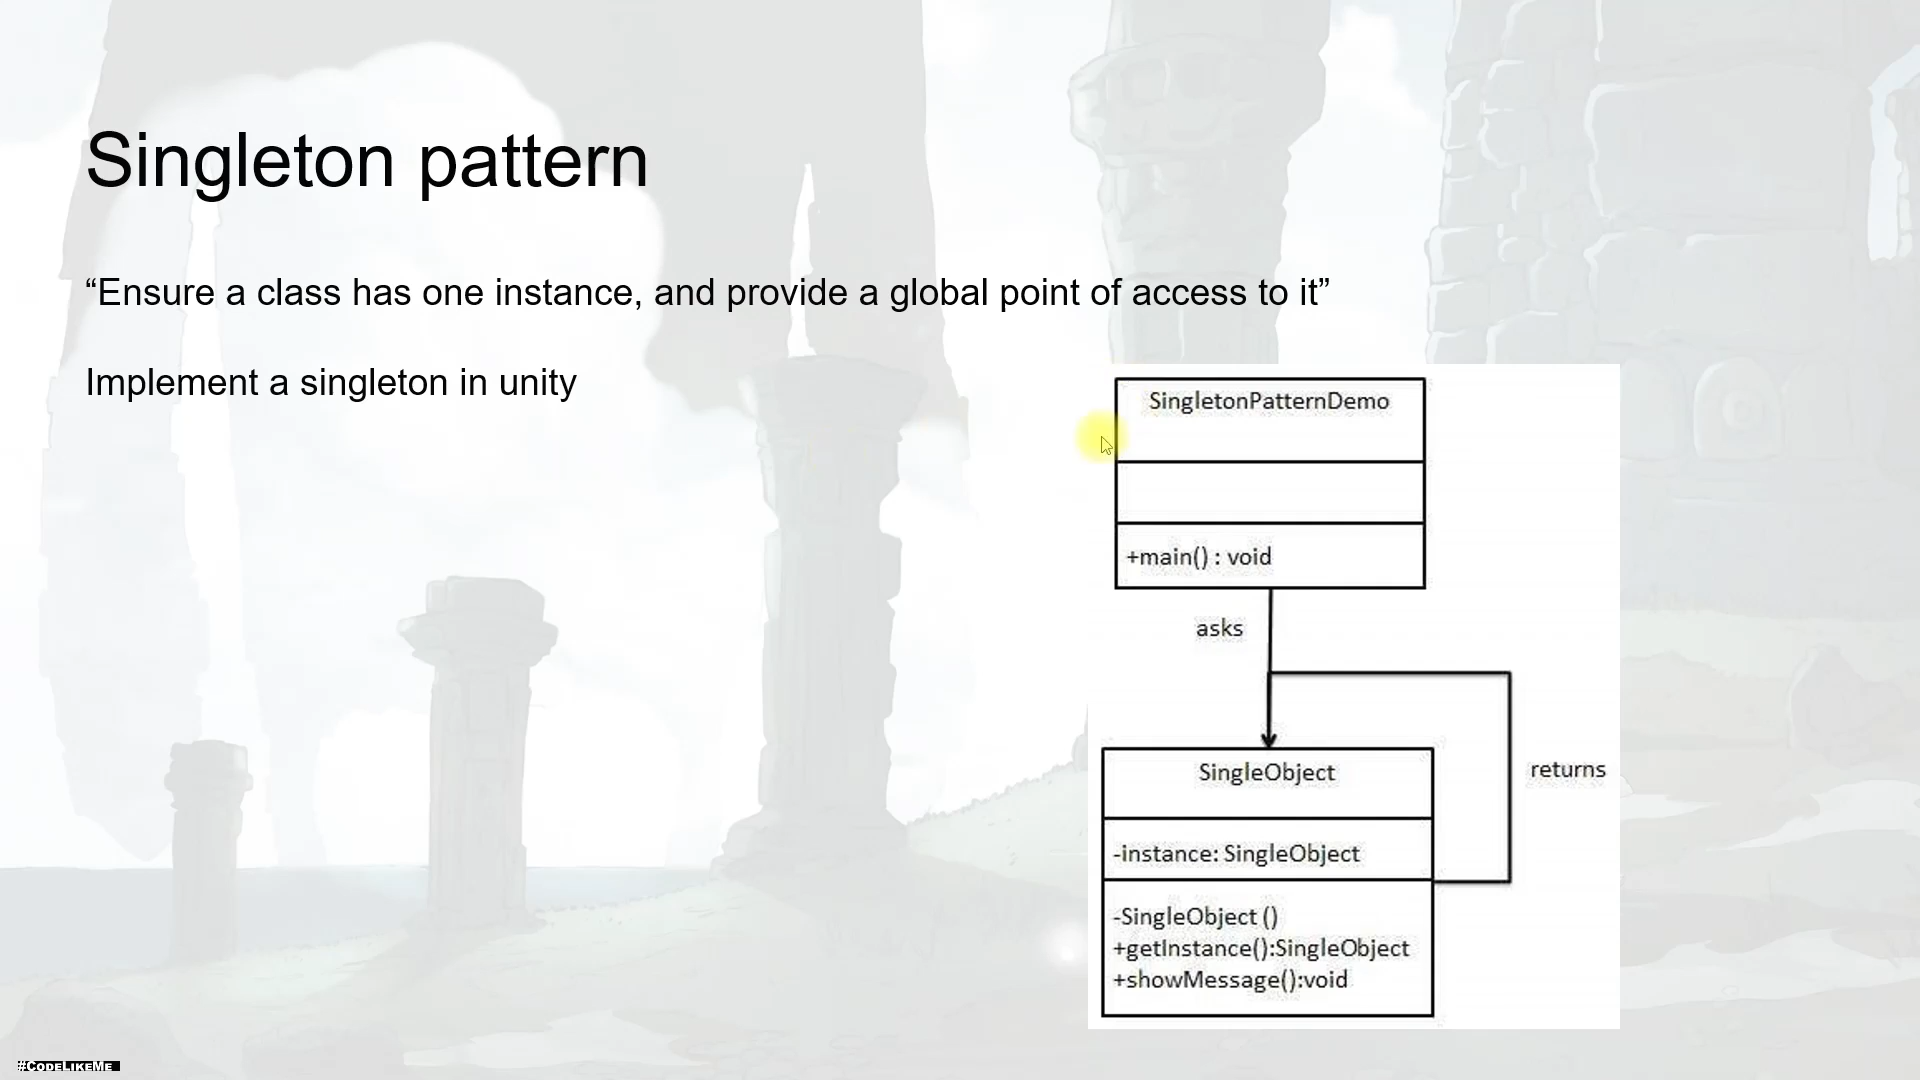 Singleton pattern
“Ensure a class has one instance, and provide a global point of access to it”
Implement a singleton in unity
SingletonPatternDemo
+main() : void
asks
returns
SingleObject
-instance: SingleObject
-SingleObject ()
+getInstance():SingleObject
+showMessage():void
#CodeLikeMe